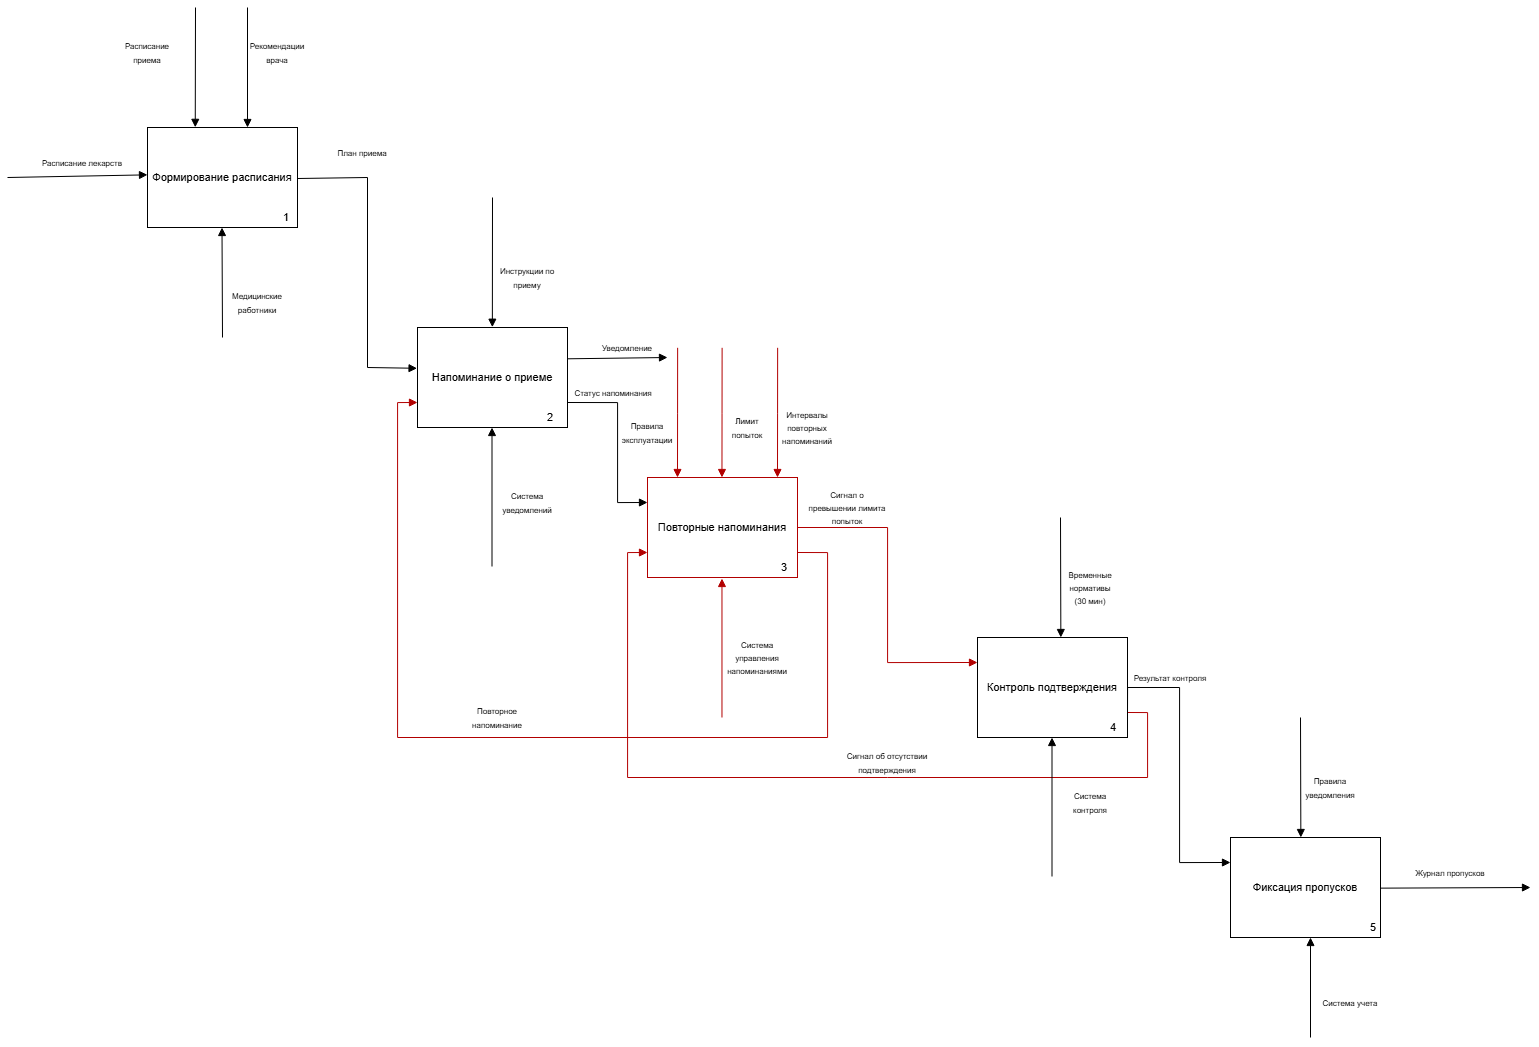 Расписание
приема
Рекомендации
врача
Расписание лекарств
Формирование расписания
1
План приема
Медицинские
работники
Инструкции по
приему
Напоминание о приеме
2
Уведомление
Статус напоминания
Система
уведомлений
Правила
эксплуатации
Лимит
попыток
Интервалы
повторных
напоминаний
Повторные напоминания
3
Сигнал о
превышении лимита
попыток
Система
управления
напоминаниями
Повторное
напоминание
Временные
нормативы
(30 мин)
Контроль подтверждения
4
Результат контроля
Сигнал об отсутствии
подтверждения
Система
контроля
Правила
уведомления
Фиксация пропусков
5
Журнал пропусков
Система учета